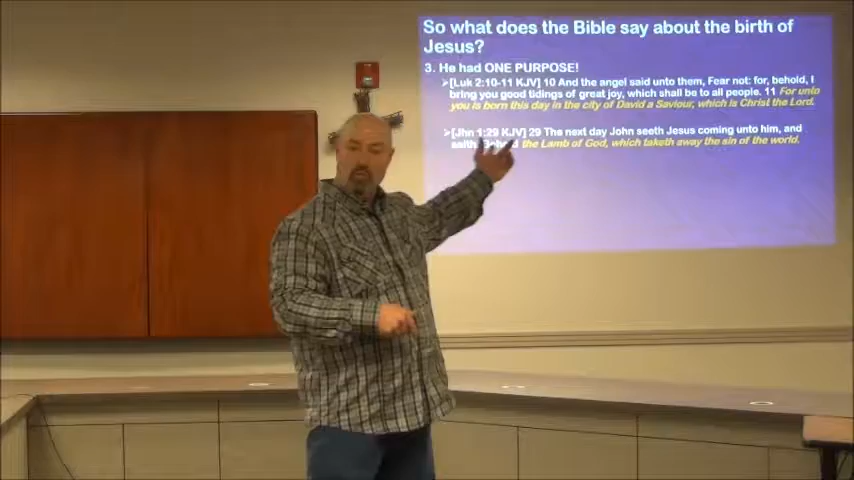 So what does the Bible say about the birth of
Jesus?
3. He had ONE PURPOSE!
➢[Luk 2:10-11 KJV] 10 And the angel said unto them, Fear not: for, behold, I
bring you good tidings of great joy, which shall be to all people. 11 For unto
you is born this day in the city of David a Saviour, which is Christ the Lord.
➢[Jhn 1:29 KJV] 29 The next day John seeth Jesus coming unto him, and
saith, Behold the Lamb of God, which taketh away the sin of the world.